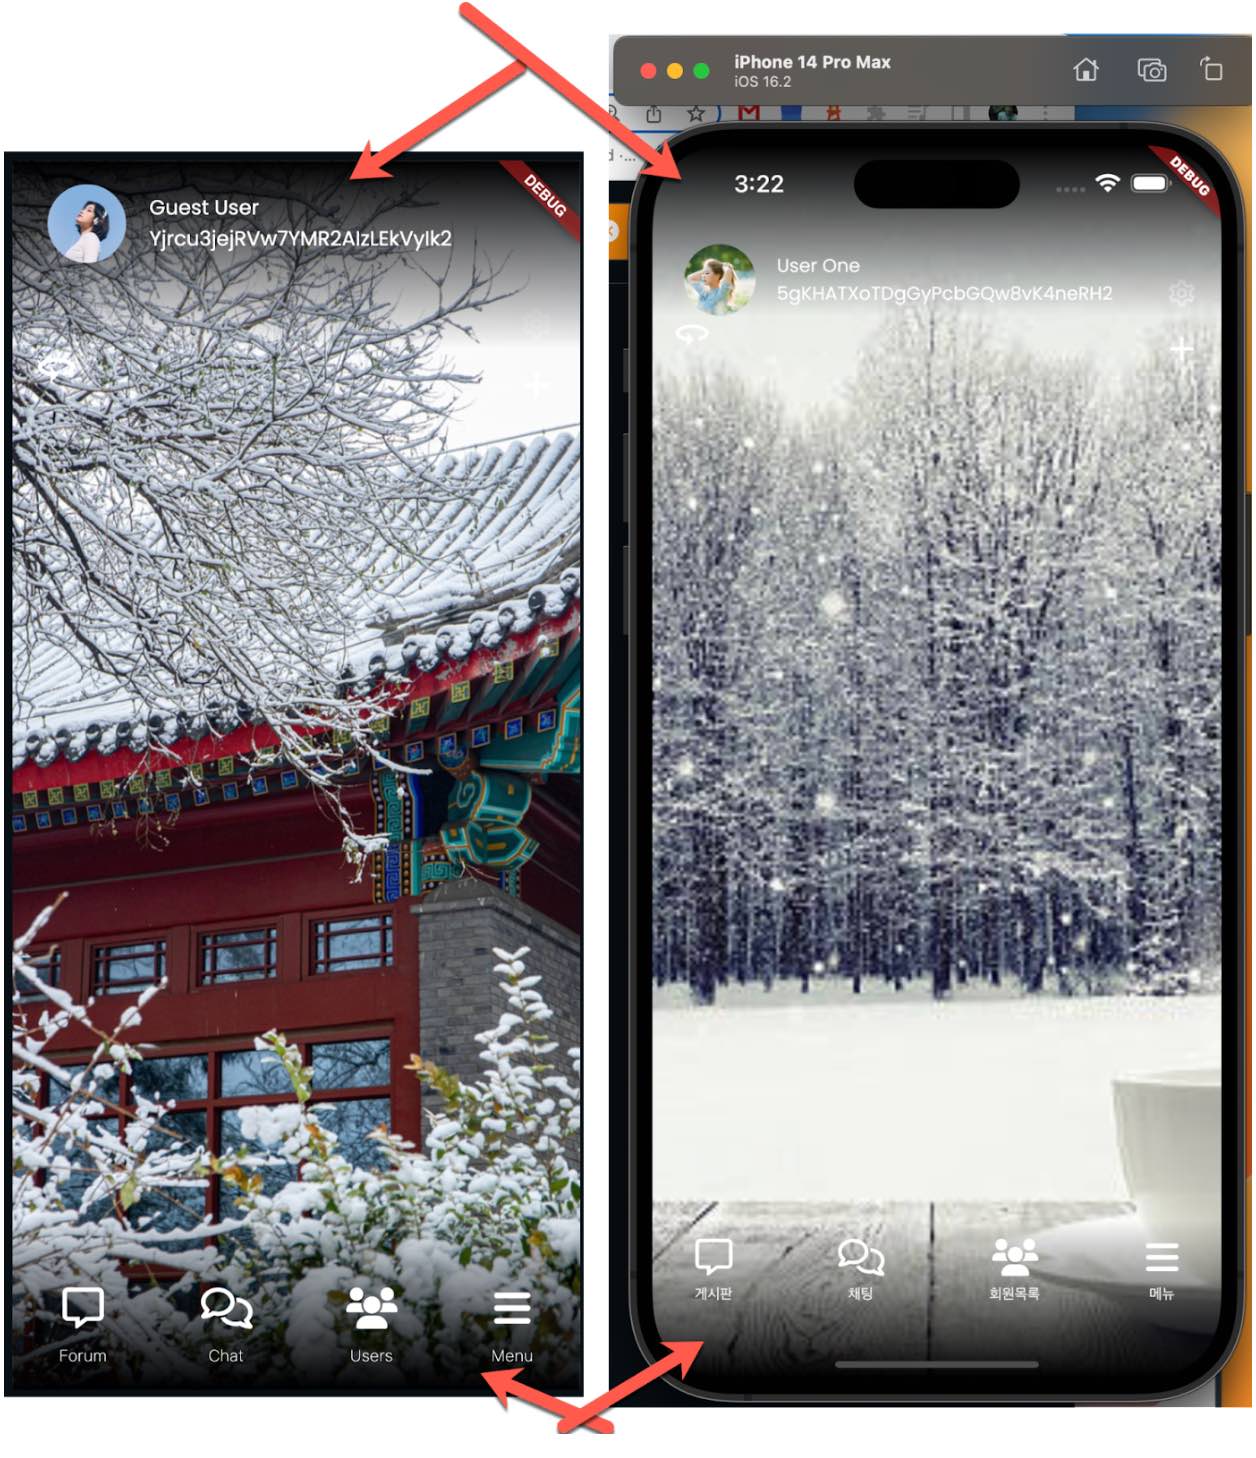 Guest User
Yjrcu3jejRVw7YMR2AlzLEkVyIk2
DEBUG
Forum
Chat
Users
Menu
iPhone 14 Pro Max
iOS 16.2
3:22
DEBUG
User One
5gKHATXoTDgGyPcbGQw8vK4neRH2
게시판
채팅
회원목록
메뉴